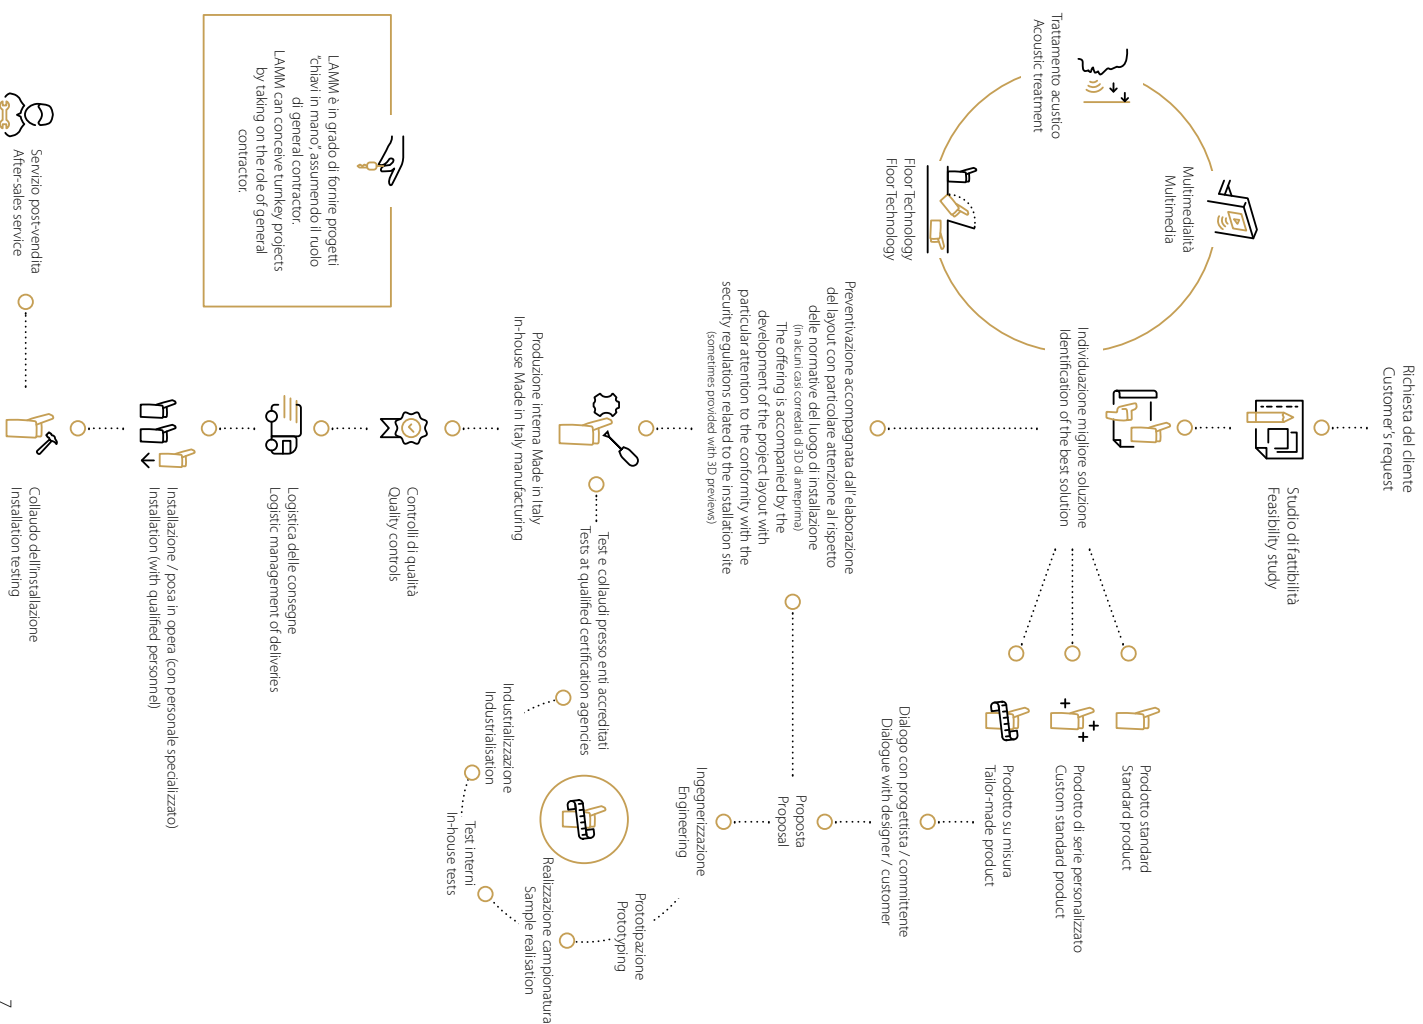 Richiesta del cliente
Customer's request
Studio di fattibilità
Feasibility study
Individuazione migliore soluzione
Identification of the best solution
Multimedialità
Multimedia
Trattamento acustico
Acoustic treatment
Floor Technology
Floor Technology
Prodotto standard
Standard product
Prodotto di serie personalizzato
Custom standard product
Prodotto su misura
Tailor-made product
Dialogo con progettista / committente
Dialogue with designer / customer
Proposta
Proposal
Preventivazione accompagnata dall'elaborazione
del layout con particolare attenzione al rispetto
delle normative del luogo di installazione
(in alcuni casi corredati di 3D di anteprima)
The offering is accompanied by the
development of the project layout with
particular attention to the conformity with the
security regulations related to the installation site
(sometimes provided with 3D previews)
Ingegnerizzazione
Engineering
Prototipazione
Prototyping
Realizzazione campionatura
Sample realisation
Test interni
In-house tests
Industrializzazione
Industrialisation
Test e collaudi presso enti accreditati
Tests at qualified certification agencies
Produzione interna Made in Italy
In-house Made in Italy manufacturing
Controlli di qualità
Quality controls
Logistica delle consegne
Logistic management of deliveries
Installazione / posa in opera (con personale specializzato)
Installation (with qualified personnel)
Collaudo dell'installazione
Installation testing
Servizio post-vendita
After-sales service
LAMM è in grado di fornire progetti
"chiavi in mano", assumendo il ruolo
di general contractor.
LAMM can conceive turnkey projects
by taking on the role of general
contractor.
7